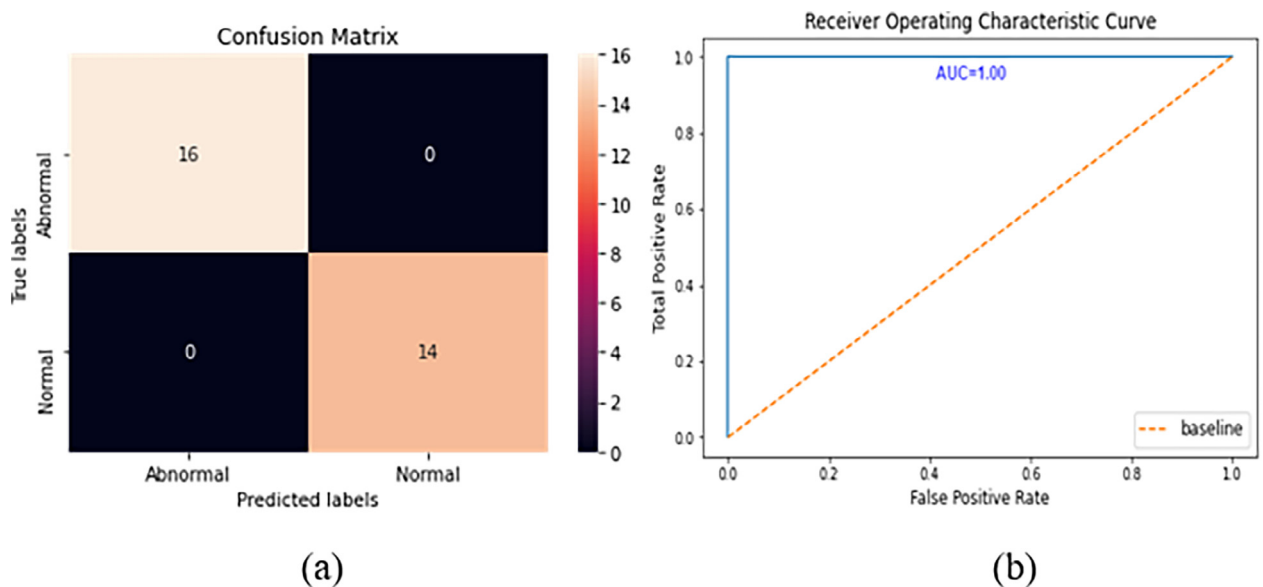 Confusion Matrix
True labels
Abnormal
Normal
16
0
0
14
Abnormal
Normal
Predicted labels
16
14
12
10
8
6
4
2
0
(a)
Receiver Operating Characteristic Curve
Total Positive Rate
1.0
0.8
0.6
0.4
0.2
0.0
AUC=1.00
baseline
0.0
0.2
0.4
0.6
0.8
1.0
False Positive Rate
(b)